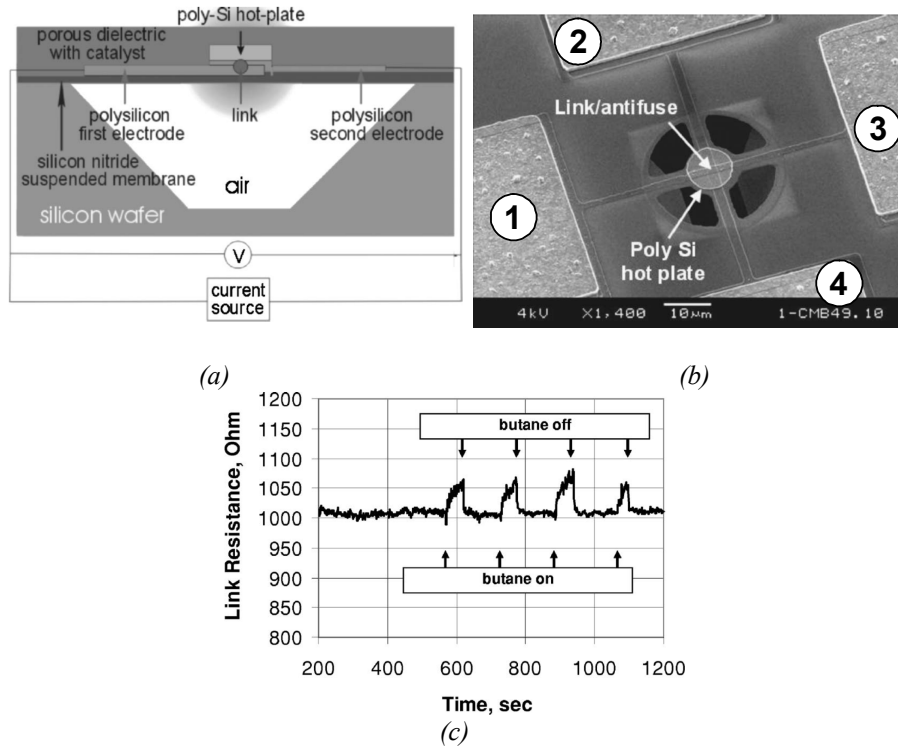 poly-Si hot-plate
porous dielectric
with catalyst
polysilicon
first electrode
link
polysilicon
second electrode
silicon nitride
suspended membrane
air
silicon wafer
V
current
source
2
Link/antifuse
3
1
Poly Si
hot plate
4
4kV X1,400 10µm 1-CMB49.10
(a)
(b)
1200
1150
1100
1050
1000
950
900
850
800
Link Resistance, Ohm
butane off
butane on
200 400 600 800 1000 1200
Time, sec
(c)